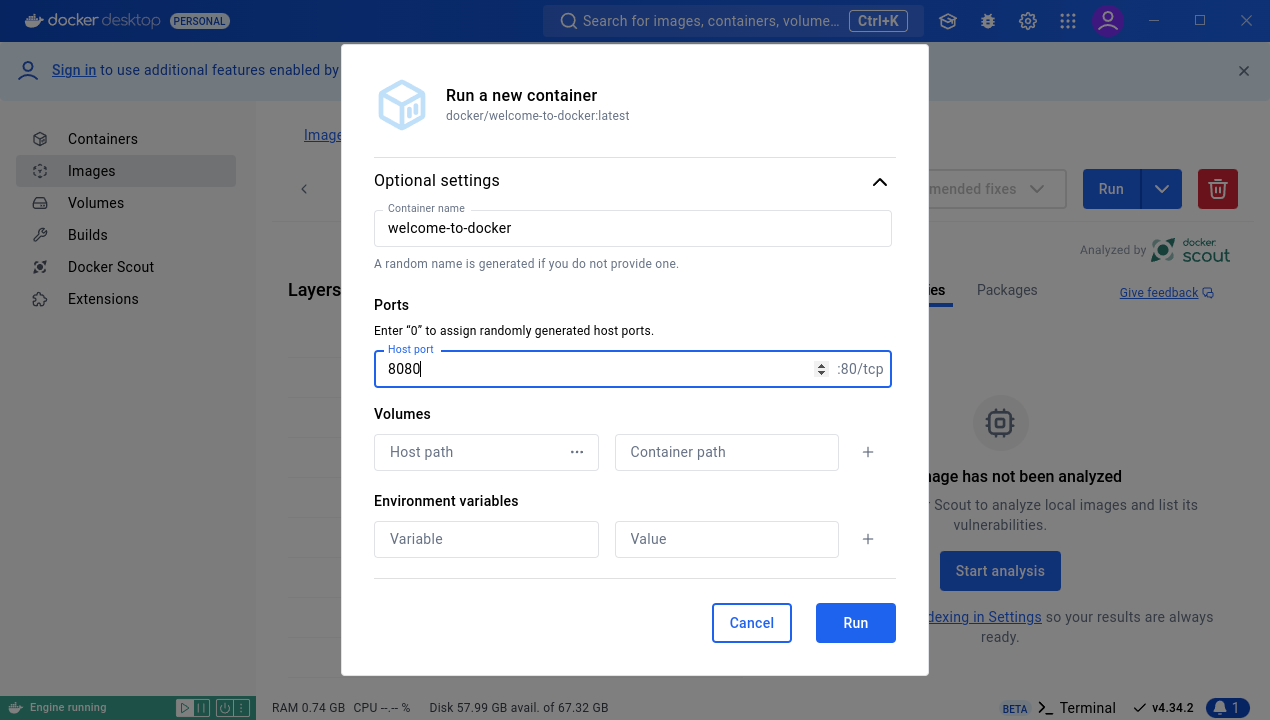 docker desktop PERSONAL
Search for images, containers, volume... Ctrl+K
Sign in to use additional features enabled by
Containers
Images
Volumes
Builds
Docker Scout
Extensions
Run a new container
docker/welcome-to-docker:latest
Optional settings
Container name
welcome-to-docker
A random name is generated if you do not provide one.
Ports
Enter “0” to assign randomly generated host ports.
Host port
8080 :80/tcp
Volumes
Host path ··· Container path +
Environment variables
Variable Value +
Cancel Run
fixes
Run
Analyzed by docker scout
Layers
Packages
Give feedback
has not been analyzed
Scout to analyze local images and list its
vulnerabilities.
Start analysis
in Settings so your results are always
ready.
Engine running
RAM 0.74 GB CPU --.-- % Disk 57.99 GB avail. of 67.32 GB
BETA >_ Terminal v4.34.2 1